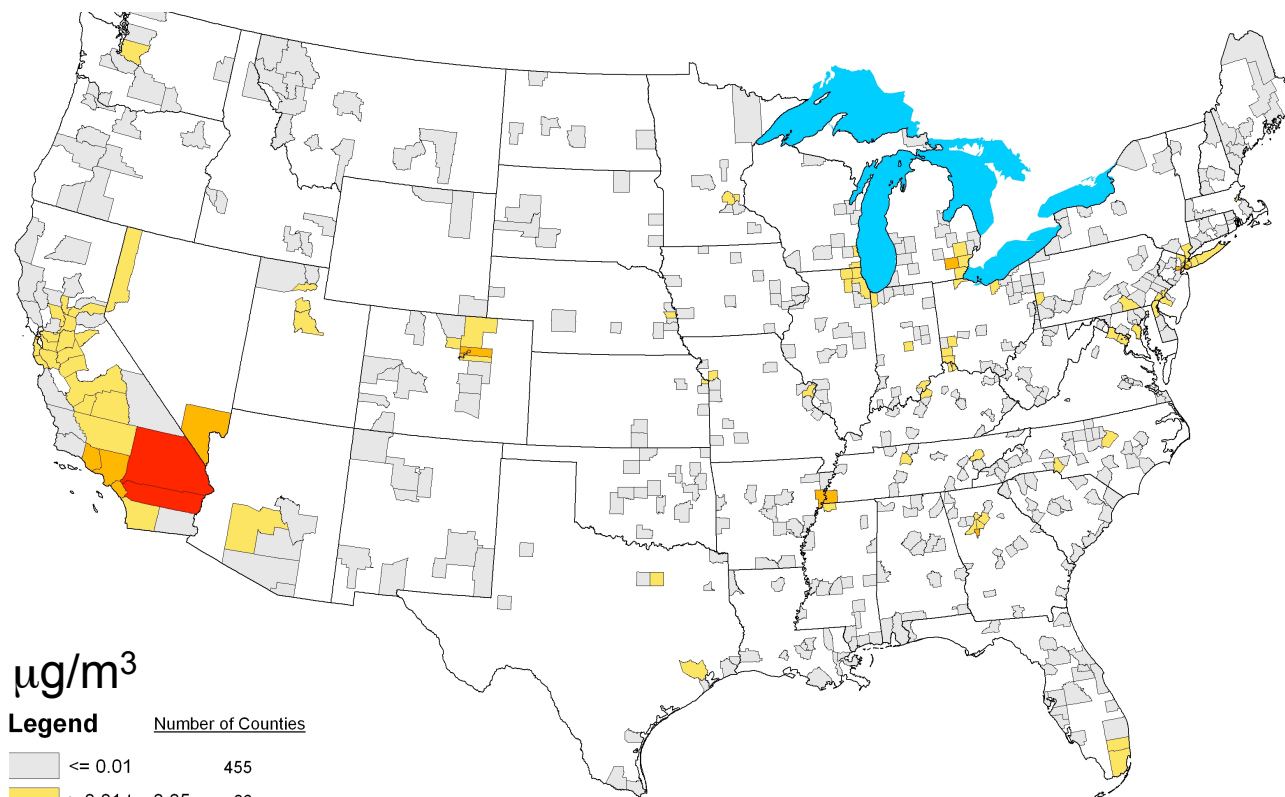 μg/m³
Legend Number of Counties
<= 0.01 455